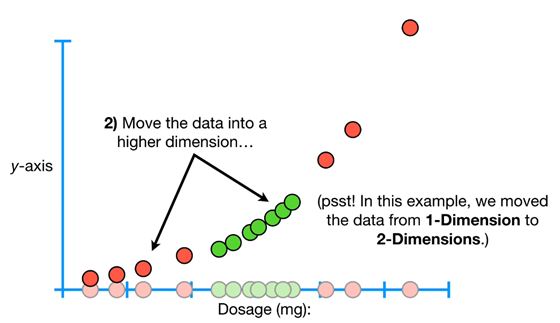 2) Move the data into a
higher dimension...
y-axis
(psst! In this example, we moved
the data from 1-Dimension to
2-Dimensions.)
Dosage (mg):